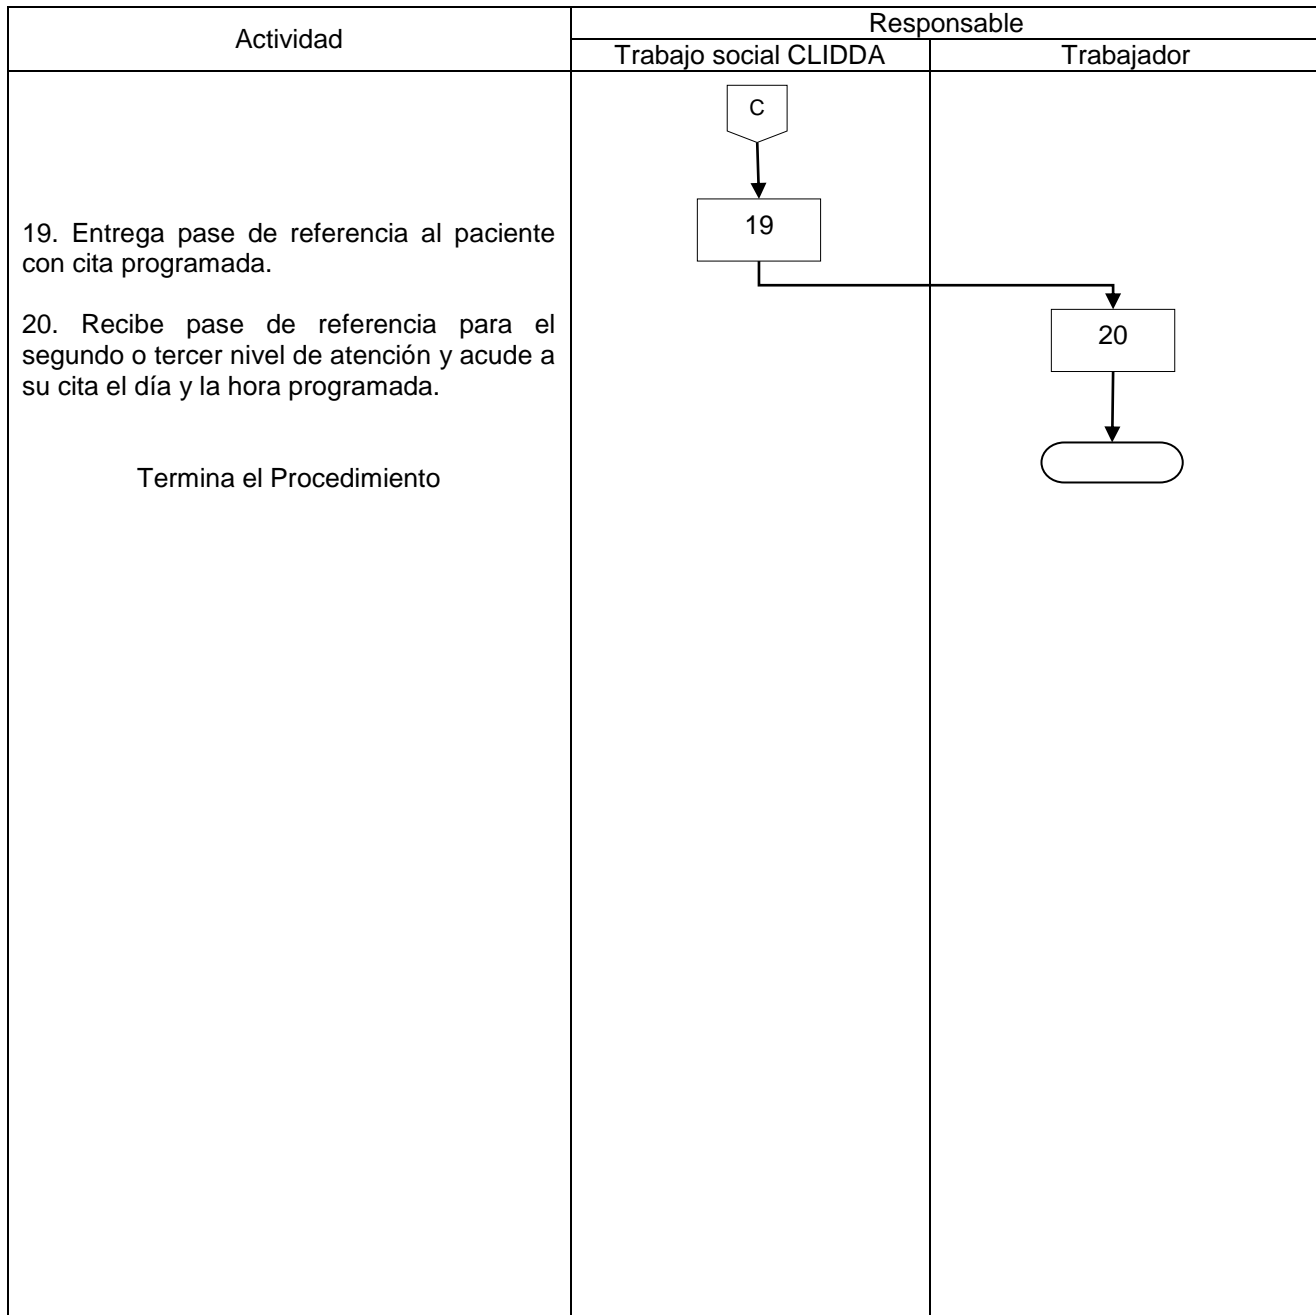 Actividad
Responsable
Trabajo social CLIDDA
Trabajador
C
19
19. Entrega pase de referencia al paciente
con cita programada.
20
20. Recibe pase de referencia para el
segundo o tercer nivel de atención y acude a
su cita el día y la hora programada.
Termina el Procedimiento